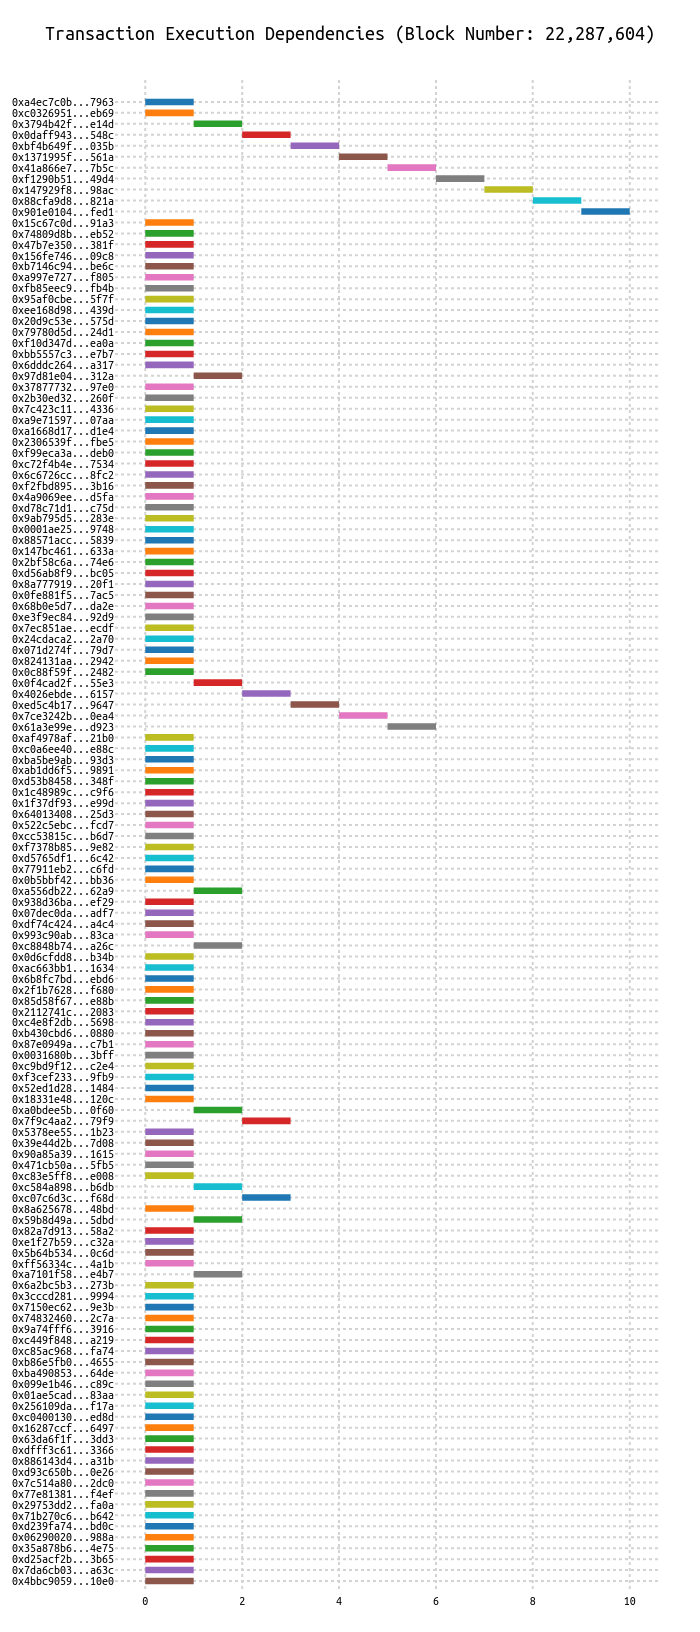 Transaction Execution Dependencies (Block Number: 22,287,604)
0xa4ec7c0b...7963
0xc0326951...eb69
0x3794b42f...e14d
0x0daff943...548c
0xbf4b649f...035b
0x1371995f...561a
0x41a866e7...7b5c
0xf1290b51...49d4
0x147929f8...98ac
0x88cfa9d8...821a
0x901e0104...fed1
0x15c67c0d...91a3
0x74809d8b...eb52
0x47b7e350...381f
0x156fe746...09c8
0xb7146c94...be6c
0xa997e727...f805
0xfb85eec9...fb4b
0x95af0cbe...5f7f
0xee168d98...439d
0x20d9c53e...575d
0x79780d5d...24d1
0xf10d347d...ea0a
0xbb5557c3...e7b7
0x6dddc264...a317
0x97d81e04...312a
0x37877732...97e0
0x2b30ed32...260f
0x7c423c11...4336
0xa9e71597...07aa
0xa1668d17...d1e4
0x2306539f...fbe5
0xf99eca3a...deb0
0xc72f4b4e...7534
0x6c6726cc...8fc2
0xf2fbd895...3b16
0x4a9069ee...d5fa
0xd78c71d1...c75d
0x9ab795d5...283e
0x0001ae25...9748
0x88571acc...5839
0x147bc461...633a
0x2bf58c6a...74e6
0xd56ab8f9...bc05
0x8a777919...20f1
0x0fe881f5...7ac5
0x68b0e5d7...da2e
0xe3f9ec84...92d9
0x7ec851ae...ecdf
0x24cdaca2...2a70
0x071d274f...79d7
0x824131aa...2942
0x0c88f59f...2482
0x0f4cad2f...55e3
0x4026ebde...6157
0xed5c4b17...9647
0x7ce3242b...0ea4
0x61a3e99e...d923
0xaf4978af...21b0
0xc0a6ee40...e88c
0xba5be9ab...93d3
0xab1dd6f5...9891
0xd53b8458...348f
0x1c48989c...c9f6
0x1f37df93...e99d
0x64013408...25d3
0x522c5ebc...fcd7
0xcc53815c...b6d7
0xf7378b85...9e82
0xd5765df1...6c42
0x77911eb2...c6fd
0x0b5bbf42...bb36
0xa556db22...62a9
0x938d36ba...ef29
0x07dec0da...adf7
0xdf74c424...a4c4
0x993c90ab...83ca
0xc8848b74...a26c
0x0d6cfdd8...b34b
0xac663bb1...1634
0x6b8fc7bd...ebd6
0x2f1b7628...f680
0x85d58f67...e88b
0x2112741c...2083
0xc4e8f2db...5698
0xb430cbd6...0880
0x87e0949a...c7b1
0x0031680b...3bff
0xc9bd9f12...c2e4
0xf3cef233...9fb9
0x52ed1d28...1484
0x18331e48...120c
0xa0bdee5b...0f60
0x7f9c4aa2...79f9
0x5378ee55...1b23
0x39e44d2b...7d08
0x90a85a39...1615
0x471cb50a...5fb5
0xc83e5ff8...e008
0xc584a898...b6db
0xc07c6d3c...f68d
0x8a625678...48bd
0x59b8d49a...5dbd
0x82a7d913...58a2
0xe1f27b59...c32a
0x5b64b534...0c6d
0xff56334c...4a1b
0xa7101f58...e4b7
0x6a2bc5b3...273b
0x3cccd281...9994
0x7150ec62...9e3b
0x74832460...2c7a
0x9a74fff6...3916
0xc449f848...a219
0xc85ac968...fa74
0xb86e5fb0...4655
0xba490853...64de
0x099e1b46...c89c
0x01ae5cad...83aa
0x256109da...f17a
0xc0400130...ed8d
0x16287ccf...6497
0x63da6f1f...3dd3
0xdfff3c61...3366
0x886143d4...a31b
0xd93c650b...0e26
0x7c514a80...2dc0
0x77e81381...f4ef
0x29753dd2...fa0a
0x71b270c6...b642
0xd239fa74...bd0c
0x06290020...988a
0x35a878b6...4e75
0xd25acf2b...3b65
0x7da6cb03...a63c
0x4bbc9059...10e0
0 2 4 6 8 10